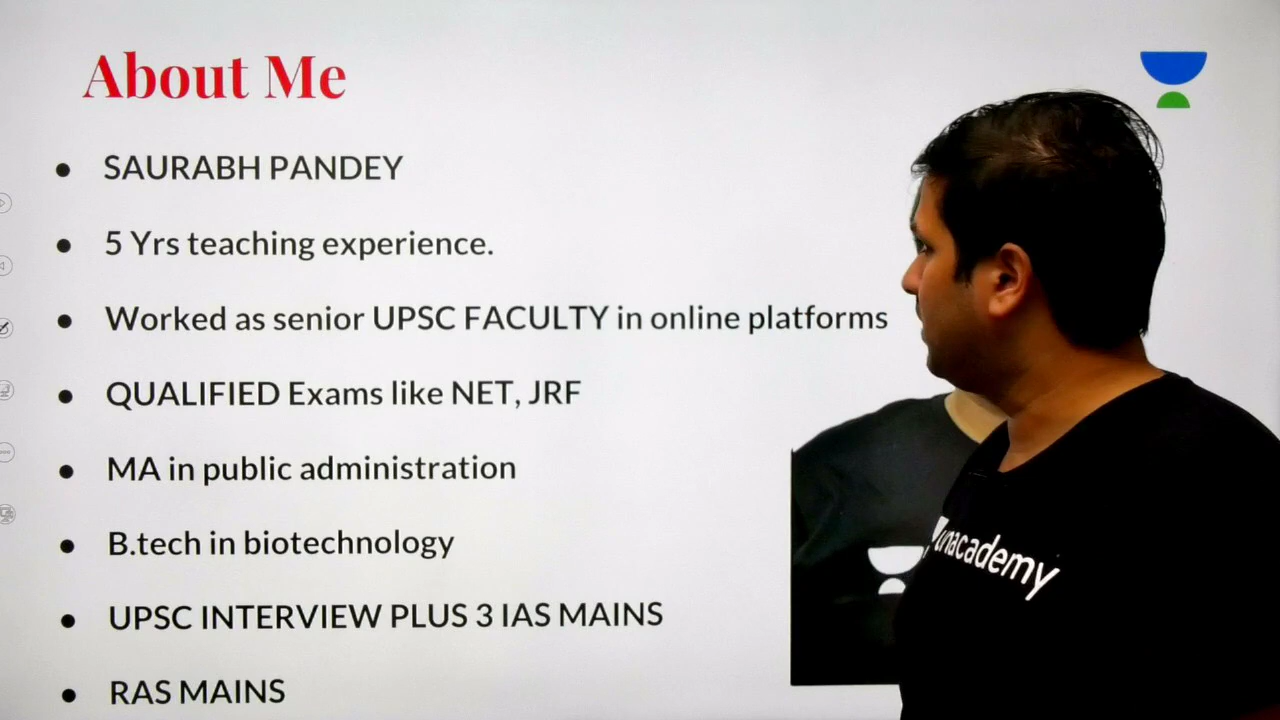 About Me
SAURABH PANDEY
5 Yrs teaching experience.
Worked as senior UPSC FACULTY in online platforms
QUALIFIED Exams like NET, JRF
MA in public administration
B.tech in biotechnology
UPSC INTERVIEW PLUS 3 IAS MAINS
RAS MAINS
unacademy